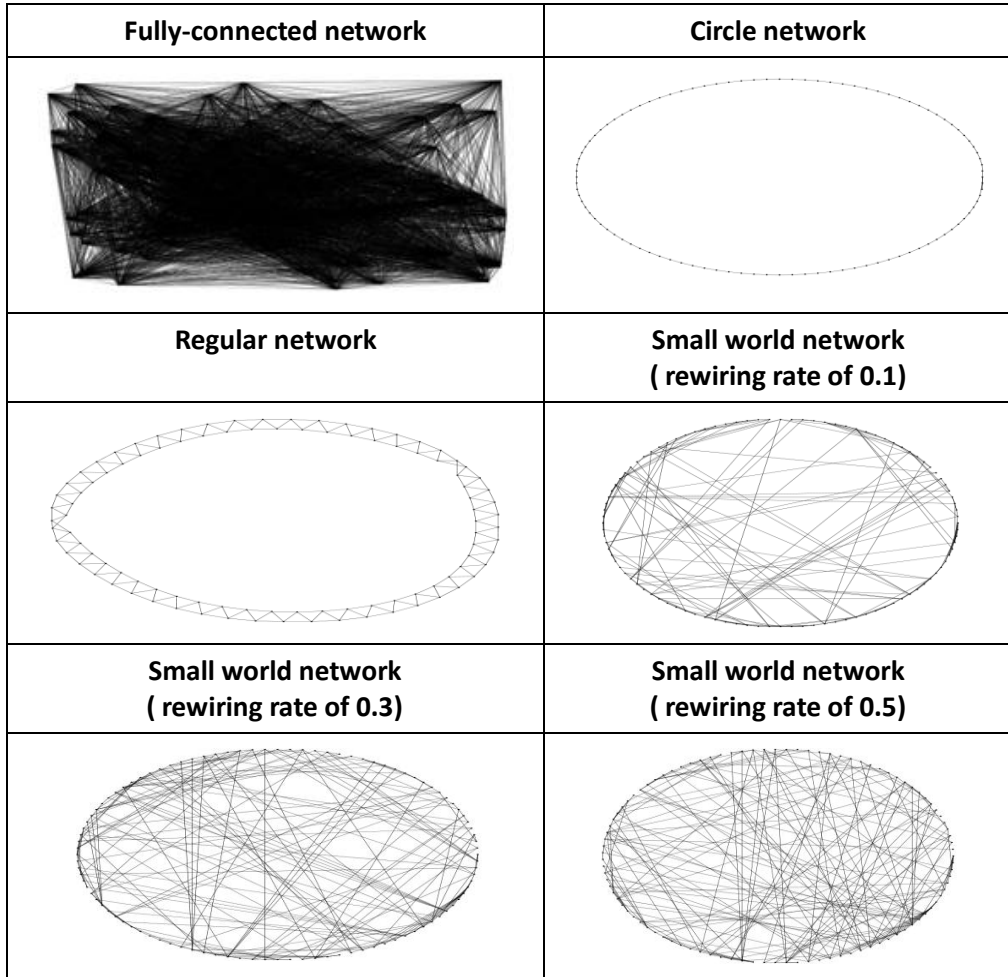 Fully-connected network
Circle network
Regular network
Small world network
( rewiring rate of 0.1)
Small world network
( rewiring rate of 0.3)
Small world network
( rewiring rate of 0.5)